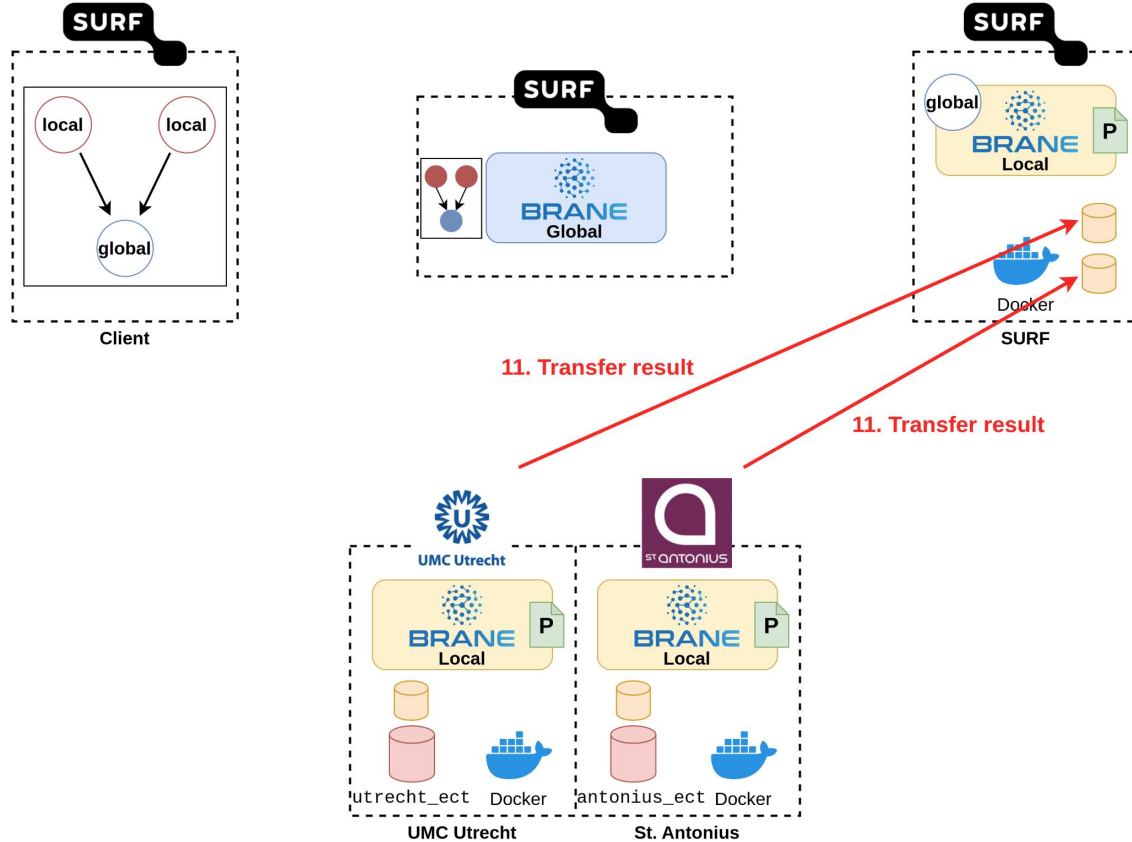 SURF
local
local
global
Client
SURF
BRANE
Global
SURF
global
BRANE
Local
P
Docker
SURF
11. Transfer result
11. Transfer result
U
UMC Utrecht
ST ANTONIUS
BRANE
Local
P
BRANE
Local
P
utrecht_ect
Docker
antonius_ect
Docker
UMC Utrecht
St. Antonius